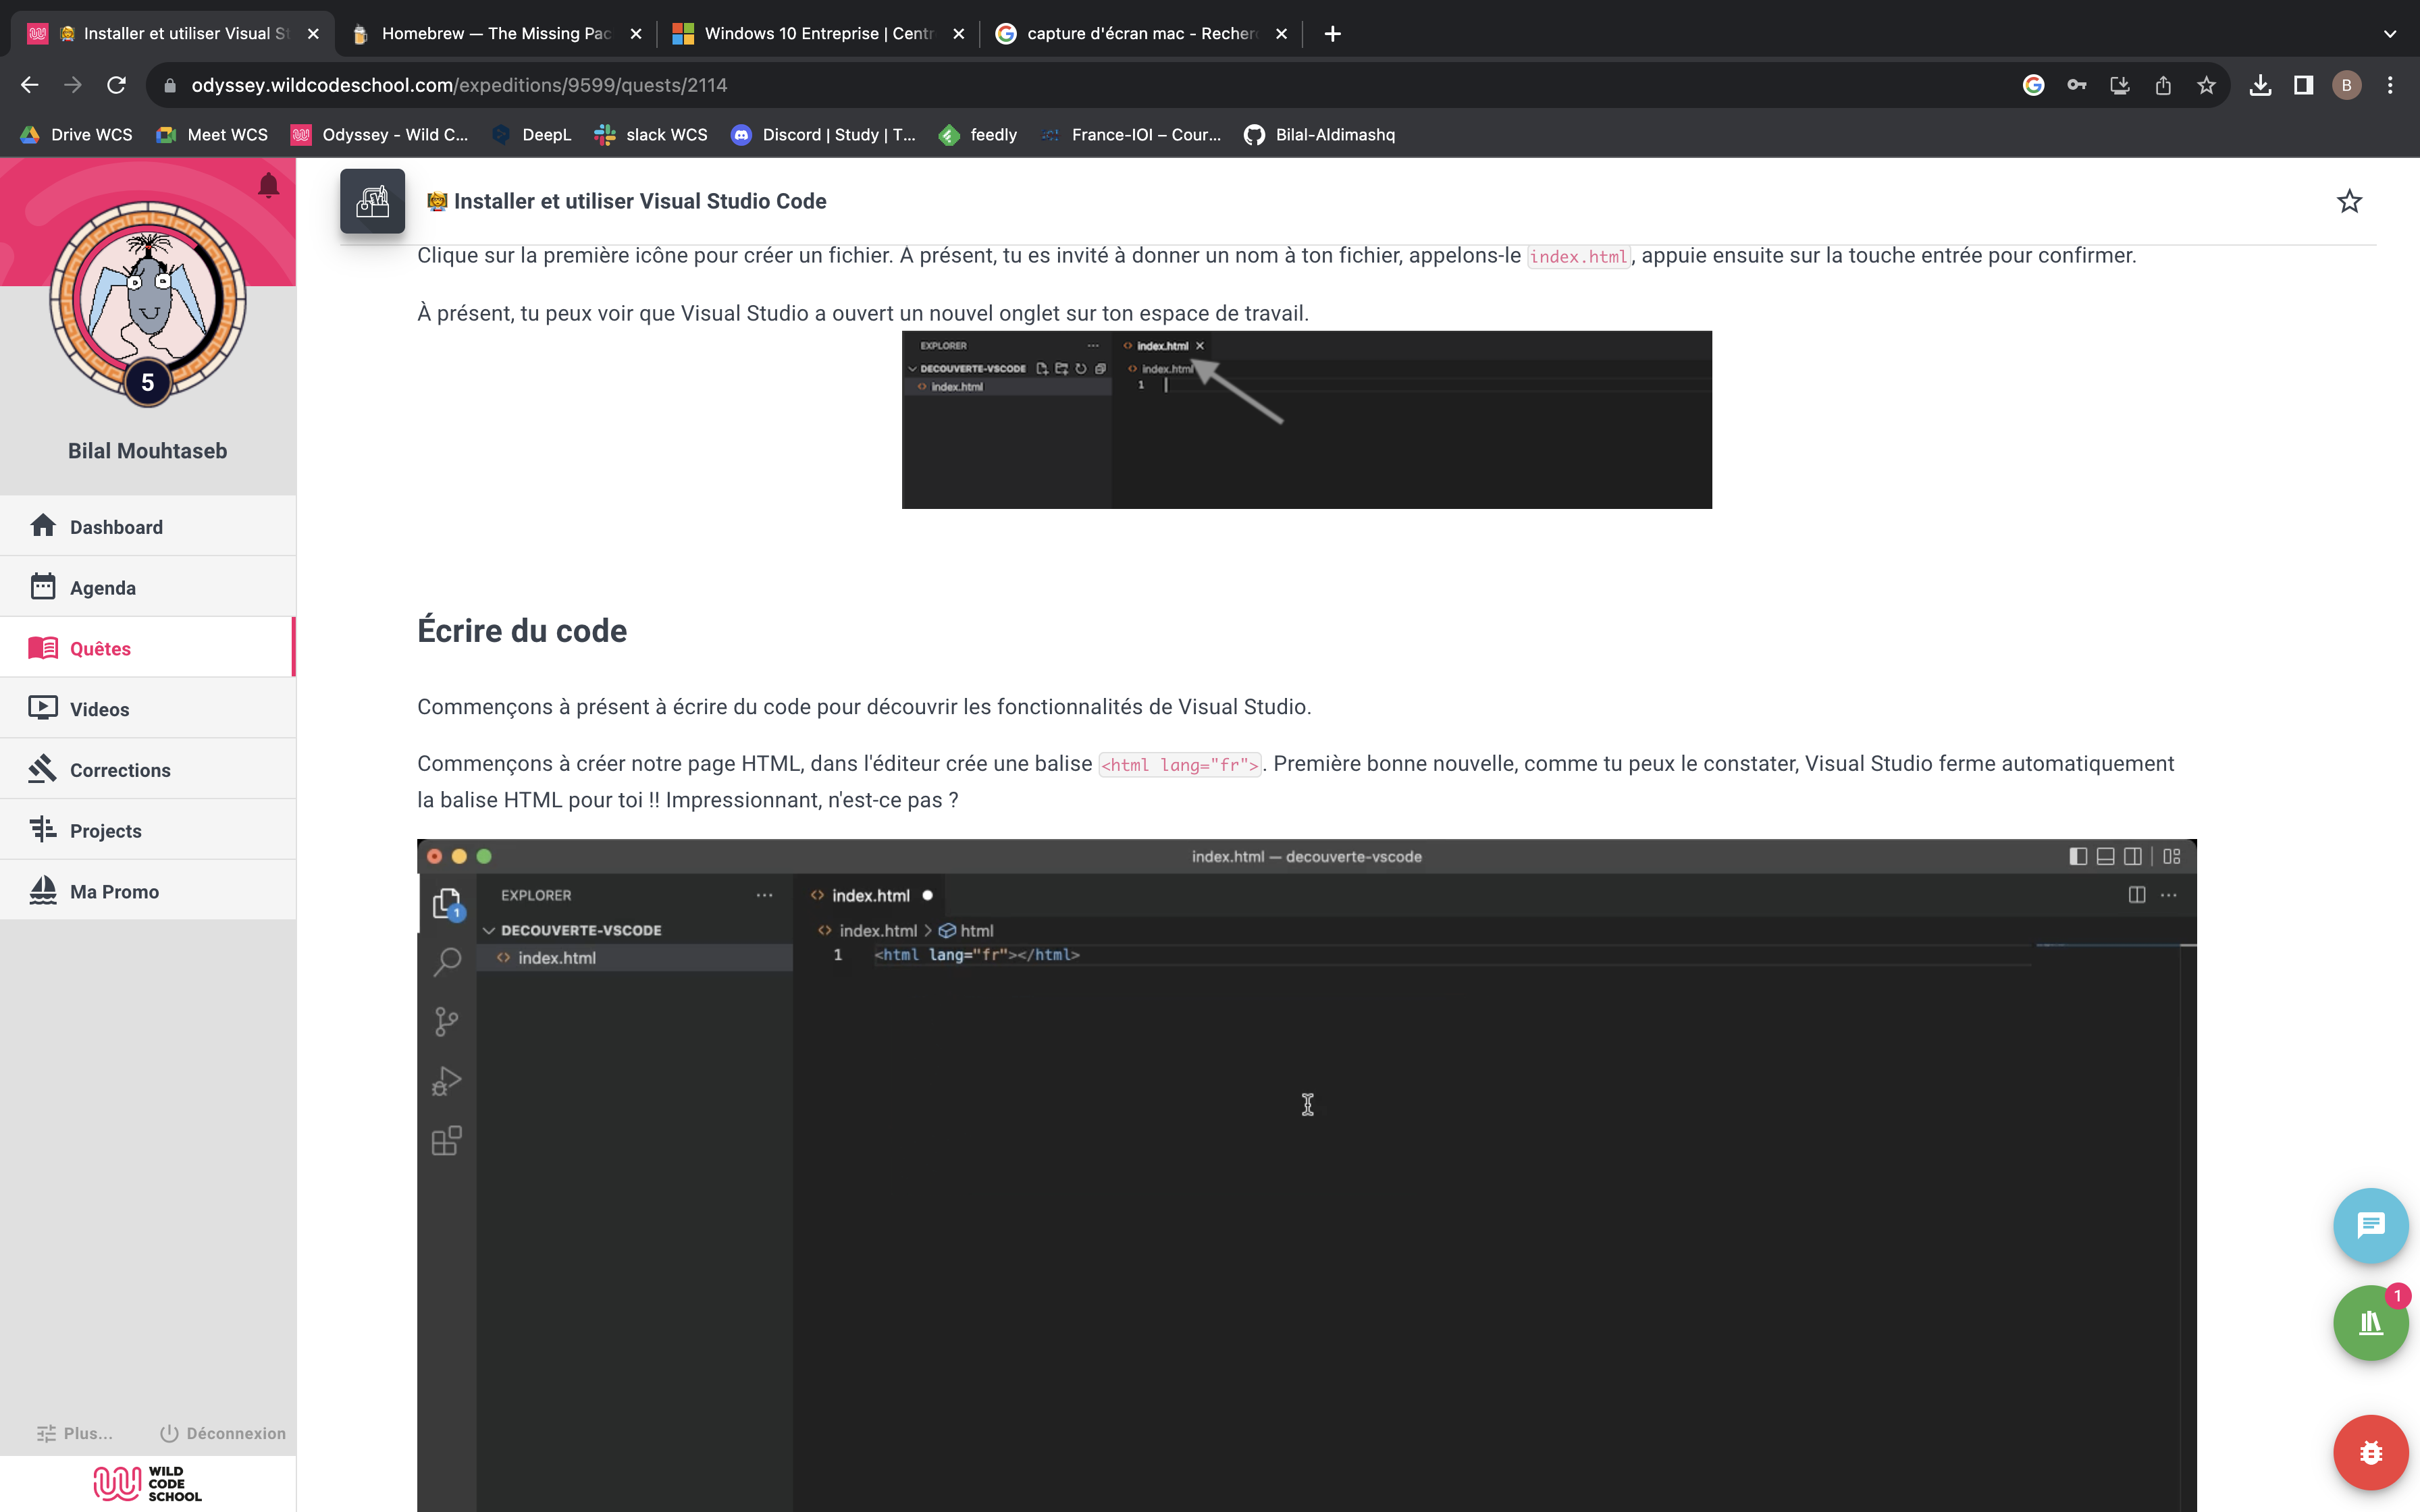 Installer et utiliser Visual St
Homebrew — The Missing Pac
Windows 10 Entreprise | Centr
capture d'écran mac - Recher
odyssey.wildcodeschool.com/expeditions/9599/quests/2114
B
Drive WCS
Meet WCS
Odyssey - Wild C...
DeepL
slack WCS
Discord | Study | T...
feedly
France-IOI – Cour...
Bilal-Aldimashq
5
Bilal Mouhtaseb
Dashboard
Agenda
Quêtes
Videos
Corrections
Projects
Ma Promo
Plus...
Déconnexion
WILD
CODE
SCHOOL
Installer et utiliser Visual Studio Code
Clique sur la première icône pour créer un fichier. À présent, tu es invité à donner un nom à ton fichier, appelons-le index.html, appuie ensuite sur la touche entrée pour confirmer.
À présent, tu peux voir que Visual Studio a ouvert un nouvel onglet sur ton espace de travail.
EXPLORER
index.html
DECOUVERTE-VSCODE
index.html
index.html
1
Écrire du code
Commençons à présent à écrire du code pour découvrir les fonctionnalités de Visual Studio.
Commençons à créer notre page HTML, dans l'éditeur crée une balise <html lang="fr">. Première bonne nouvelle, comme tu peux le constater, Visual Studio ferme automatiquement
la balise HTML pour toi !! Impressionnant, n'est-ce pas ?
index.html — decouverte-vscode
1
EXPLORER
index.html
DECOUVERTE-VSCODE
index.html > html
index.html
1 <html lang="fr"></html>
1